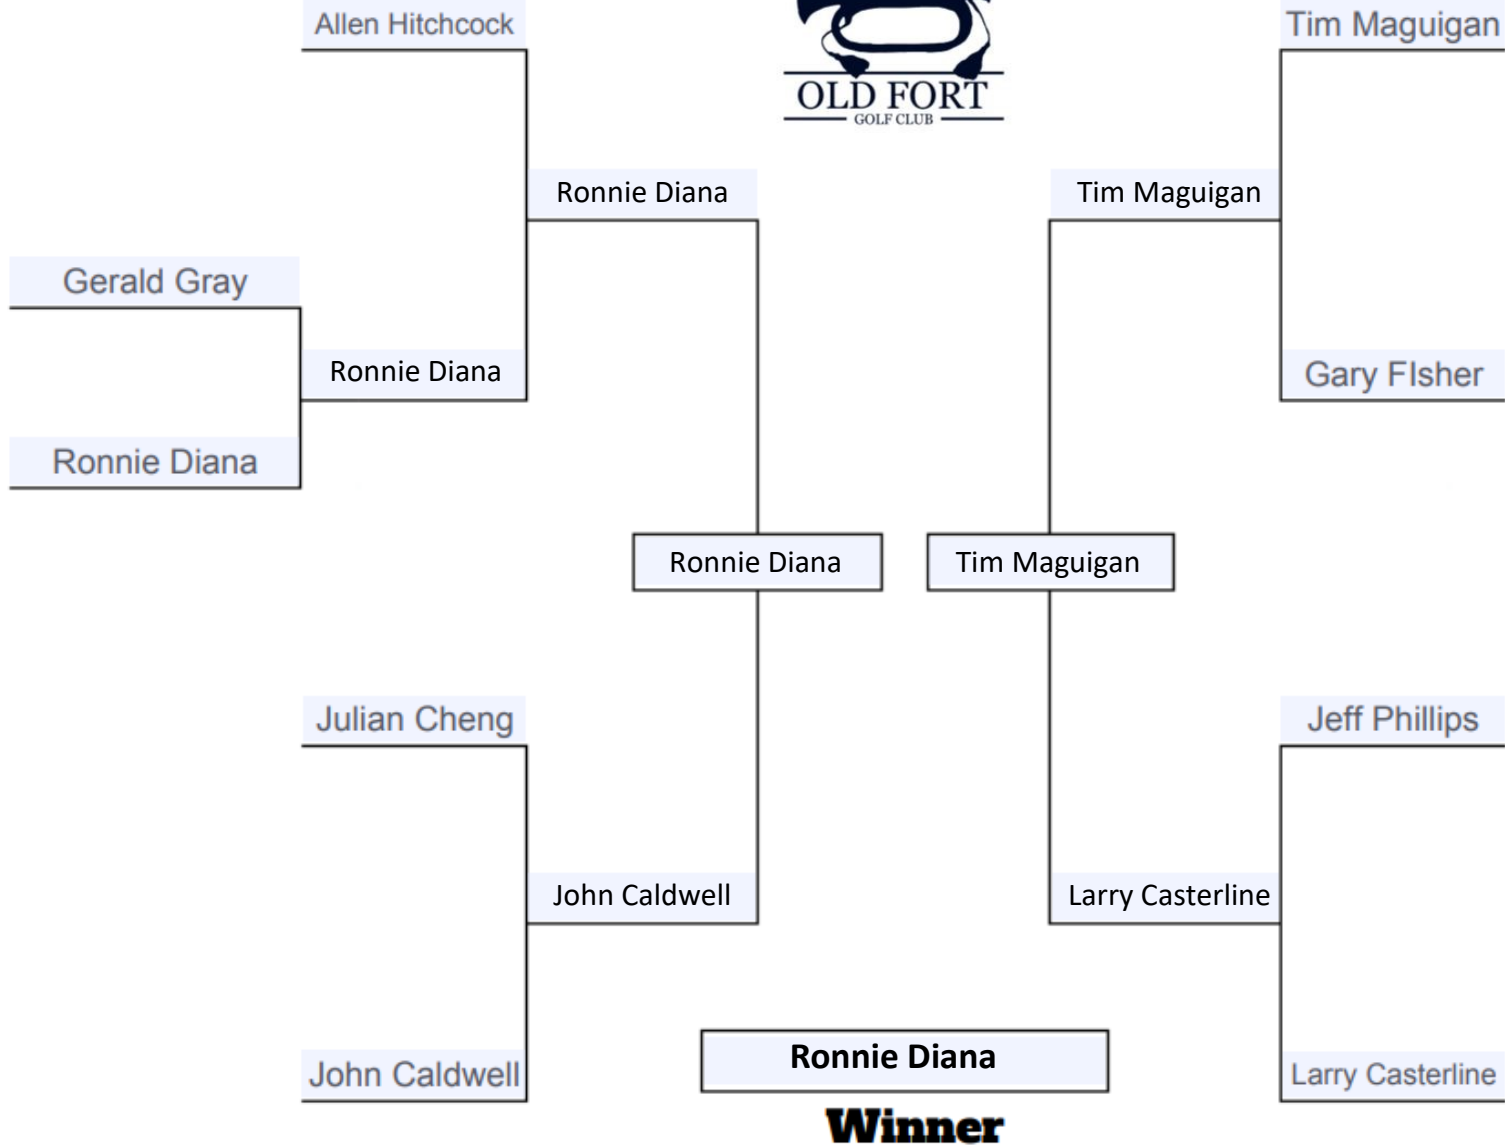 Allen Hitchcock
Tim Maguigan
OLD FORT
GOLF CLUB
Ronnie Diana
Tim Maguigan
Gerald Gray
Ronnie Diana
Gary FIsher
Ronnie Diana
Ronnie Diana
Tim Maguigan
Julian Cheng
Jeff Phillips
John Caldwell
Larry Casterline
Ronnie Diana
John Caldwell
Larry Casterline
Winner